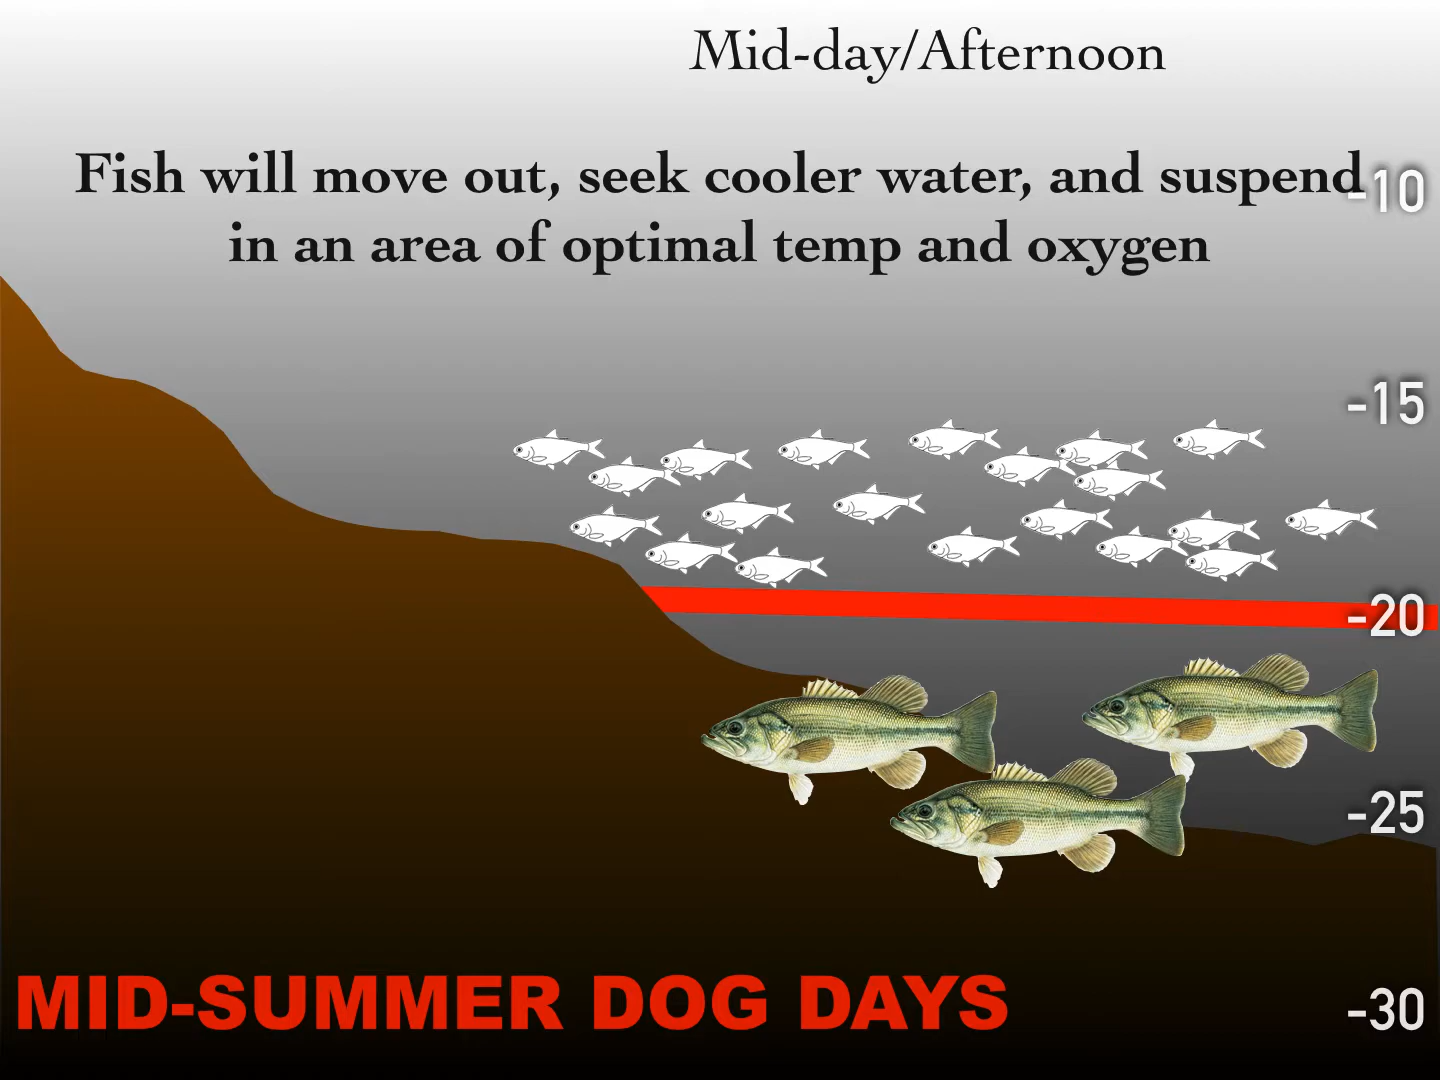 Mid-day/Afternoon
Fish will move out, seek cooler water, and suspend
in an area of optimal temp and oxygen
-10
-15
-20
-25
-30
MID-SUMMER DOG DAYS